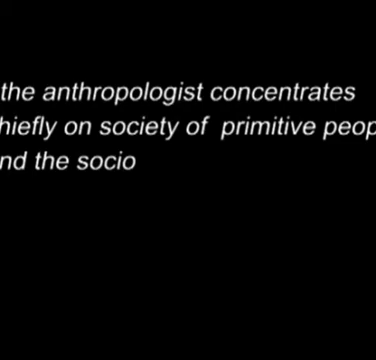 the anthropologist concentrates
hiefly on society of primitive peop
nd the socio